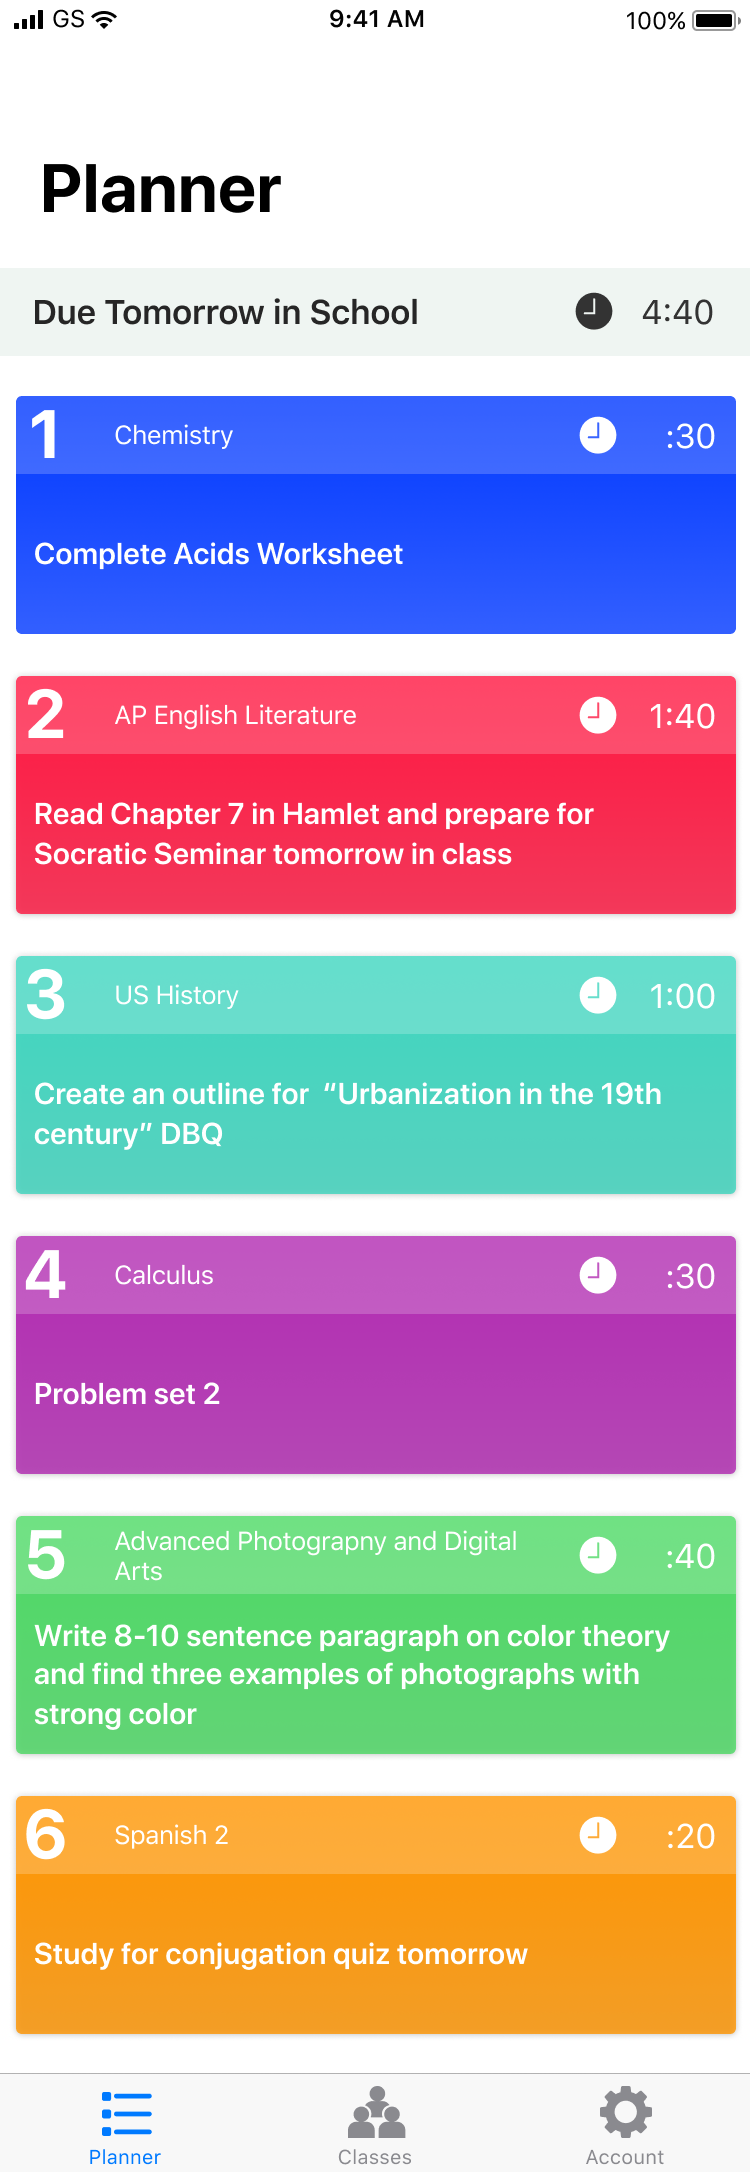 GS 9:41 AM 100%
Planner
Due Tomorrow in School 4:40
1 Chemistry :30
Complete Acids Worksheet
2 AP English Literature 1:40
Read Chapter 7 in Hamlet and prepare for
Socratic Seminar tomorrow in class
3 US History 1:00
Create an outline for “Urbanization in the 19th
century” DBQ
4 Calculus :30
Problem set 2
5 Advanced Photograpny and Digital
Arts :40
Write 8-10 sentence paragraph on color theory
and find three examples of photographs with
strong color
6 Spanish 2 :20
Study for conjugation quiz tomorrow
Planner Classes Account